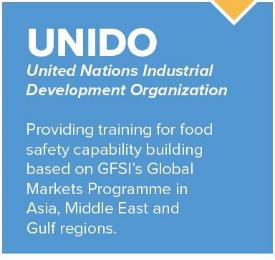 UNIDO
United Nations Industrial
Development Organization
Providing training for food
safety capability building
based on GFSI's Global
Markets Programme in
Asia, Middle East and
Gulf regions.